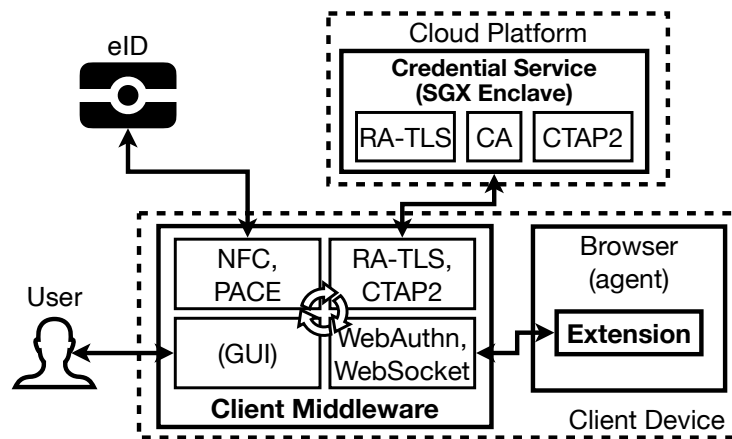 eID
Cloud Platform
Credential Service
(SGX Enclave)
RA-TLS
CA
CTAP2
User
NFC,
PACE
RA-TLS,
CTAP2
(GUI)
WebAuthn,
WebSocket
Client Middleware
Browser
(agent)
Extension
Client Device